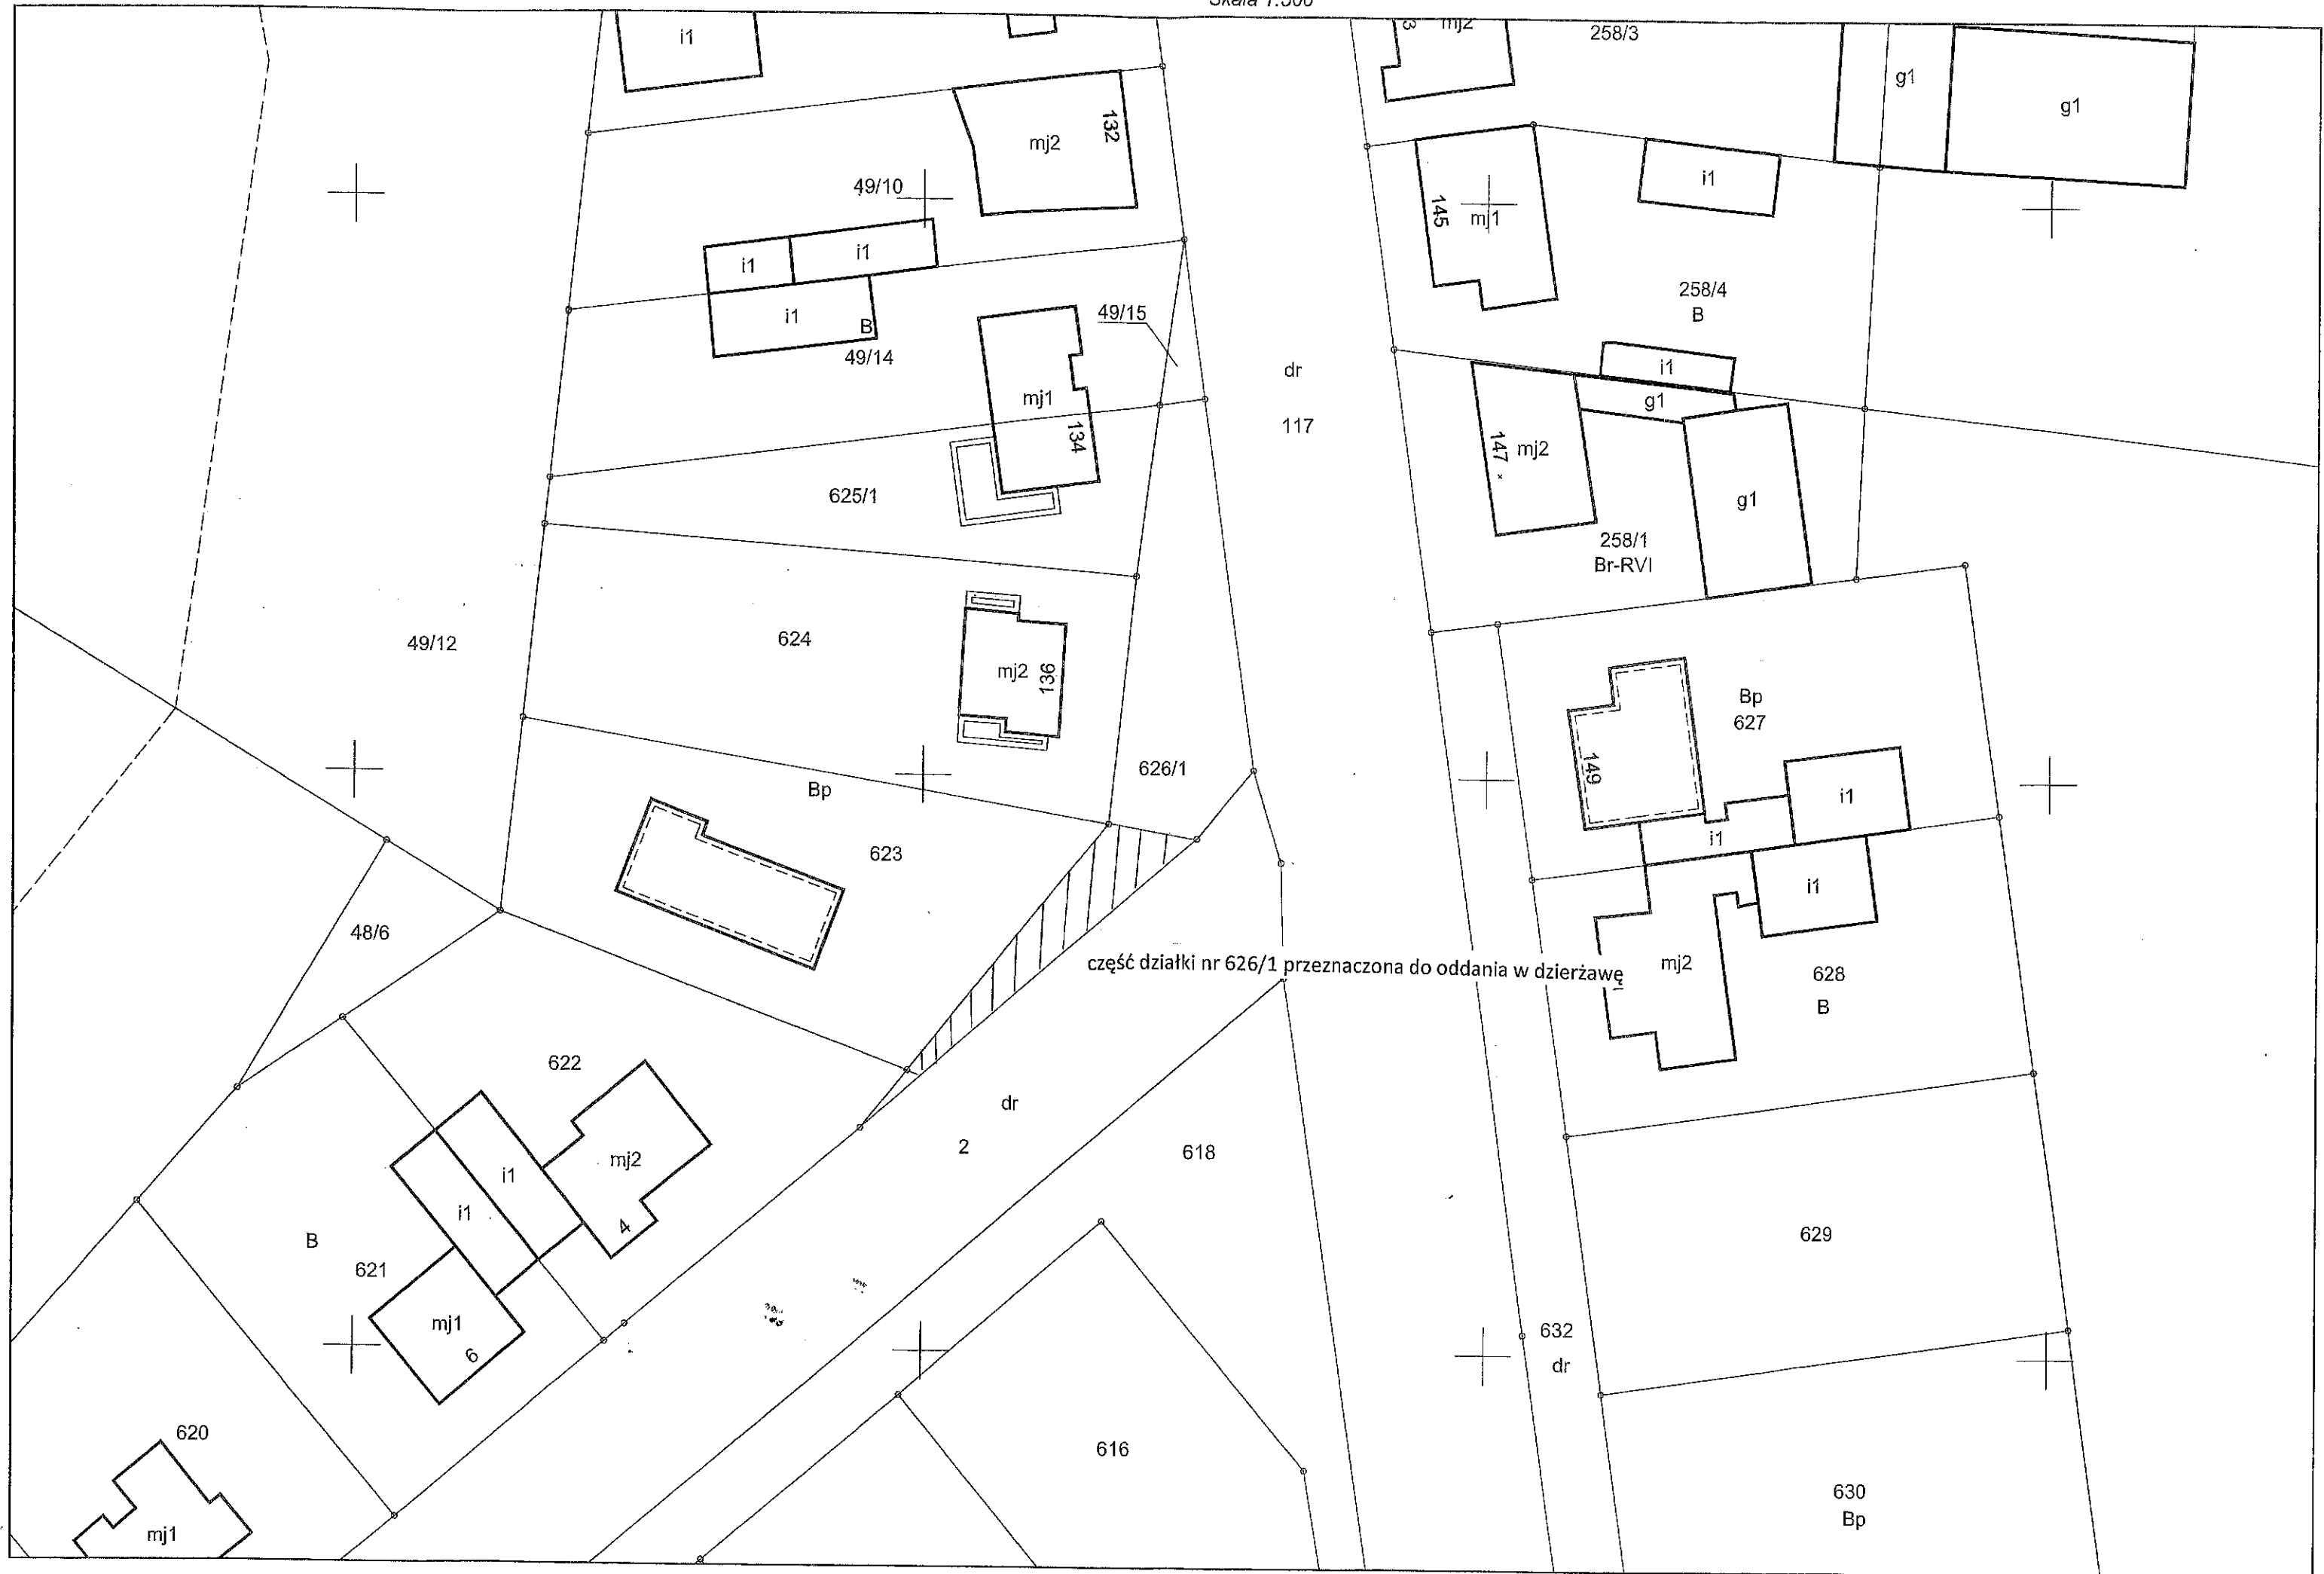 Skala 1:500
i1
mj2
258/3
g1
g1
132
mj2
49/10
i1
145
mj1
i1
i1
258/4
B
i1
B
49/14
49/15
i1
dr
g1
mj1
134
117
147
mj2
625/1
g1
258/1
Br-RVI
49/12
624
mj2
136
Bp
627
626/1
149
Bp
i1
i1
623
i1
48/6
część działki nr 626/1 przeznaczona do oddania w dzierżawę
mj2
628
B
622
dr
2
618
mj2
i1
i1
4
B
621
629
mj1
6
632
dr
620
616
mj1
630
Bp